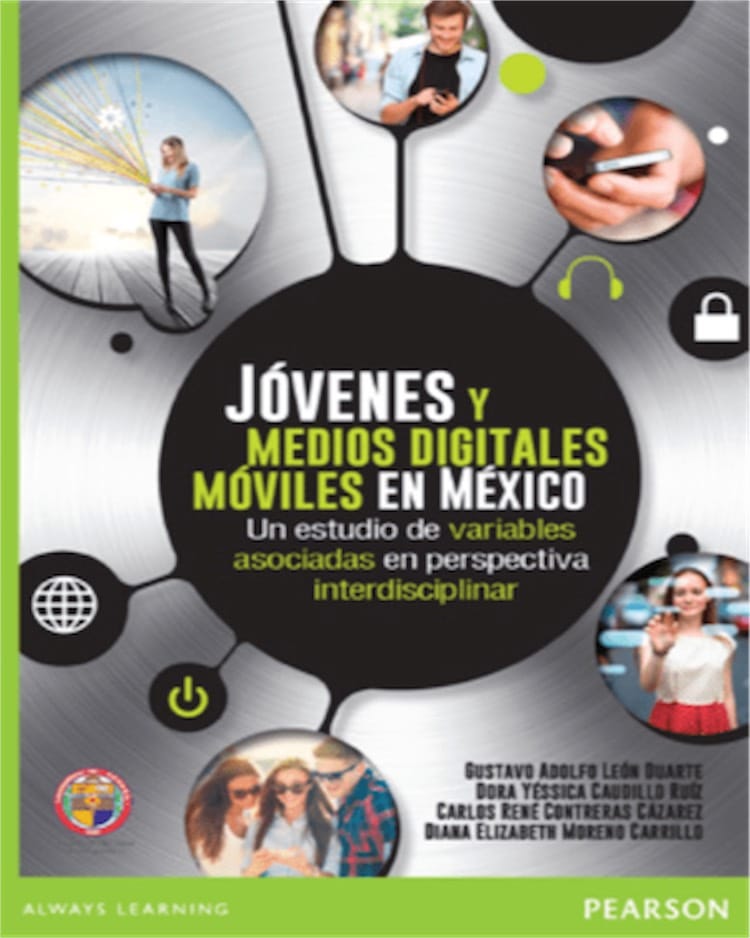 JÓVENES Y
MEDIOS DIGITALES
MÓVILES EN MÉXICO
Un estudio de variables
asociadas en perspectiva
interdisciplinar
GUSTAVO ADOLFO LEÓN DUARTE
DORA YÉSSICA CAUDILLO RUÍZ
CARLOS RENÉ CONTRERAS CÁZAREZ
DIANA ELIZABETH MORENO CARRILLO
ALWAYS LEARNING
PEARSON